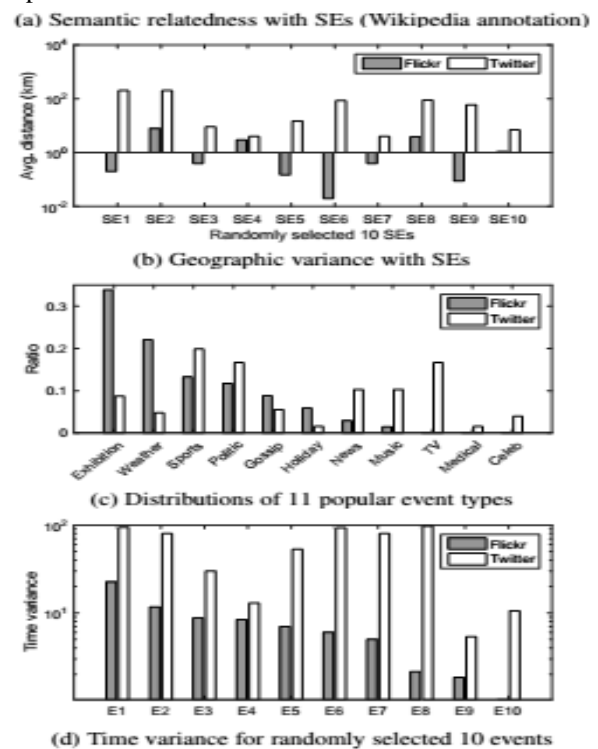 (a) Semantic relatedness with SEs (Wikipedia annotation)
10^4
Flickr
Twitter
10^2
10^0
10^-2
Avg. distance (km)
SE1 SE2 SE3 SE4 SE5 SE6 SE7 SE8 SE9 SE10
Randomly selected 10 SEs
(b) Geographic variance with SEs
0.3
Flickr
Twitter
0.2
0.1
0
Ratio
Exhibition Weather Sports Politic Gossip Holiday News Music TV Medical Celeb
(c) Distributions of 11 popular event types
10^2
Flickr
Twitter
10^1
Time variance
E1 E2 E3 E4 E5 E6 E7 E8 E9 E10
(d) Time variance for randomly selected 10 events